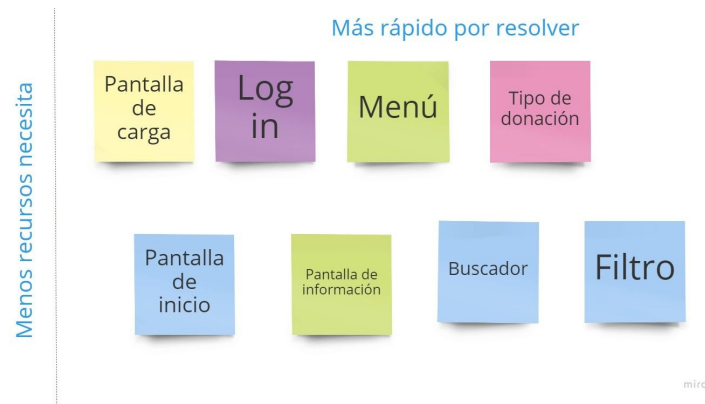 Más rápido por resolver
Menos recursos necesita
Pantalla
de
carga
Log
in
Menú
Tipo de
donación
Pantalla
de
inicio
Pantalla de
información
Buscador
Filtro